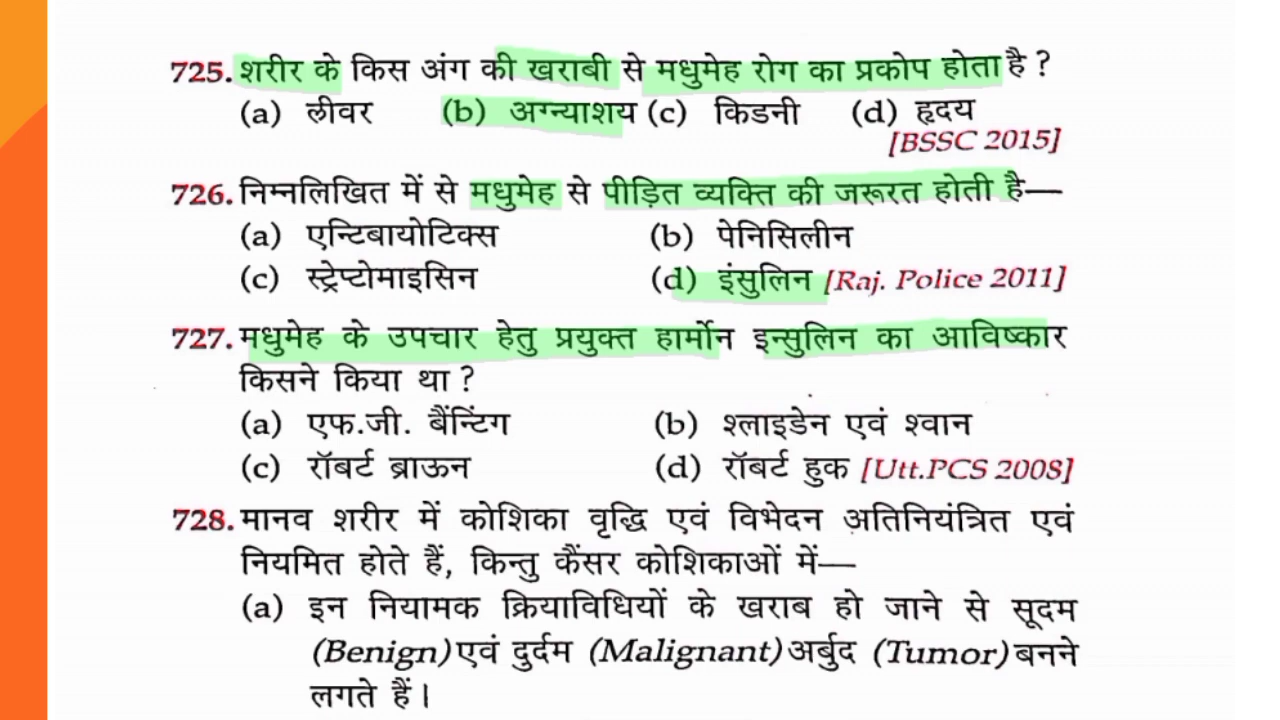 725. शरीर के किस अंग की खराबी से मधुमेह रोग का प्रकोप होता है ?
(a) लीवर (b) अग्न्याशय (c) किडनी (d) हृदय
[BSSC 2015]
726. निम्नलिखित में से मधुमेह से पीड़ित व्यक्ति की जरूरत होती है—
(a) एन्टिबायोटिक्स (b) पेनिसिलीन
(c) स्ट्रेप्टोमाइसिन (d) इंसुलिन [Raj. Police 2011]
727. मधुमेह के उपचार हेतु प्रयुक्त हार्मोन इन्सुलिन का आविष्कार
किसने किया था ?
(a) एफ.जी. बैंन्टिंग (b) श्लाइडेन एवं श्वान
(c) रॉबर्ट ब्राऊन (d) रॉबर्ट हुक [Utt.PCS 2008]
728. मानव शरीर में कोशिका वृद्धि एवं विभेदन अतिनियंत्रित एवं
नियमित होते हैं, किन्तु कैंसर कोशिकाओं में—
(a) इन नियामक क्रियाविधियों के खराब हो जाने से सूदम
(Benign) एवं दुर्दम (Malignant) अर्बुद (Tumor) बनने
लगते हैं।